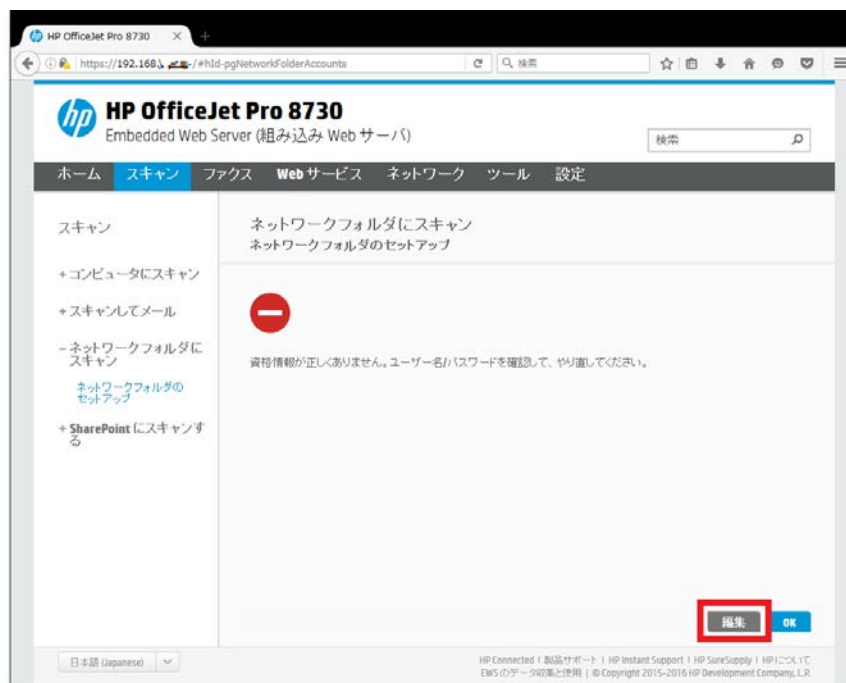 HP OfficeJet Pro 8730
https://192.168. /#hId-pgNetworkFolderAccounts
検索
hp
HP OfficeJet Pro 8730
Embedded Web Server (組み込み Web サーバ)
検索
ホーム スキャン ファクス Web サービス ネットワーク ツール 設定
スキャン
+ コンピュータにスキャン
+ スキャンしてメール
- ネットワークフォルダに
スキャン
ネットワークフォルダの
セットアップ
+ SharePoint にスキャンす
る
ネットワークフォルダにスキャン
ネットワークフォルダのセットアップ
資格情報が正しくありません。ユーザー名/パスワードを確認して、やり直してください。
編集 OK
日本語 (Japanese)
HP Connected | 製品サポート | HP Instant Support | HP SureSupply | HPについて
EWS のデータ収集と使用 | © Copyright 2015-2016 HP Development Company, L.P.